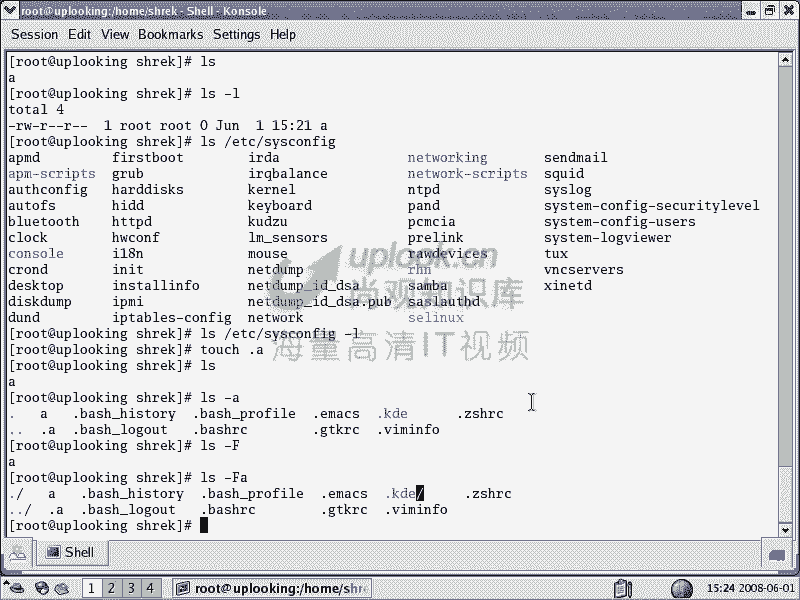 root@uplooking:/home/shrek - Shell - Konsole
Session Edit View Bookmarks Settings Help
[root@uplooking shrek]# ls
a
[root@uplooking shrek]# ls -l
total 4
-rw-r--r-- 1 root root 0 Jun 1 15:21 a
[root@uplooking shrek]# ls /etc/sysconfig
apmd firstboot irda networking sendmail
apm-scripts grub irqbalance network-scripts squid
authconfig harddisks kernel ntpd syslog
autofs hidd keyboard pand system-config-securitylevel
bluetooth httpd kudzu pcmcia system-config-users
clock hwconf lm_sensors prelink system-logviewer
console i18n mouse rawdevices tux
crond init netdump rhn vncservers
desktop installinfo netdump_id_dsa samba xinetd
diskdump ipmi netdump_id_dsa.pub saslauthd
dund iptables-config network selinux
uplook.cn
尚观知识库
海量高清IT视频
[root@uplooking shrek]# ls /etc/sysconfig -l
[root@uplooking shrek]# touch .a
[root@uplooking shrek]# ls
a
[root@uplooking shrek]# ls -a
. a .bash_history .bash_profile .emacs .kde .zshrc
.. .a .bash_logout .bashrc .gtkrc .viminfo
[root@uplooking shrek]# ls -F
a
[root@uplooking shrek]# ls -Fa
./ a .bash_history .bash_profile .emacs .kde/ .zshrc
../ .a .bash_logout .bashrc .gtkrc .viminfo
[root@uplooking shrek]#
Shell
1 2 3 4 root@uplooking:/home/shr 15:24 2008-06-01